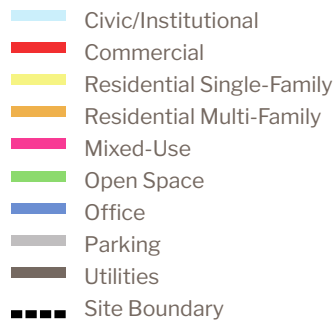 Civic/Institutional
Commercial
Residential Single-Family
Residential Multi-Family
Mixed-Use
Open Space
Office
Parking
Utilities
Site Boundary